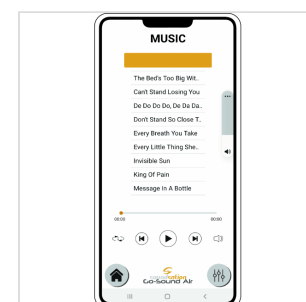 MUSIC
The Bed's Too Big Wit..
Can't Stand Losing You
De Do Do Do, De Da Da..
Don't Stand So Close T..
Every Breath You Take
Every Little Thing She..
Invisible Sun
King Of Pain
Message In A Bottle
00:00 00:00
Go-Sound Air